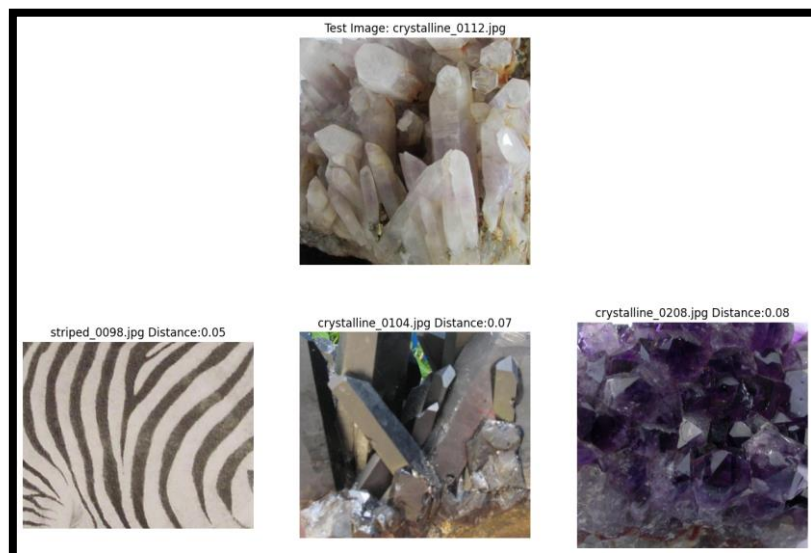 Test Image: crystalline_0112.jpg
striped_0098.jpg Distance:0.05
crystalline_0104.jpg Distance:0.07
crystalline_0208.jpg Distance:0.08